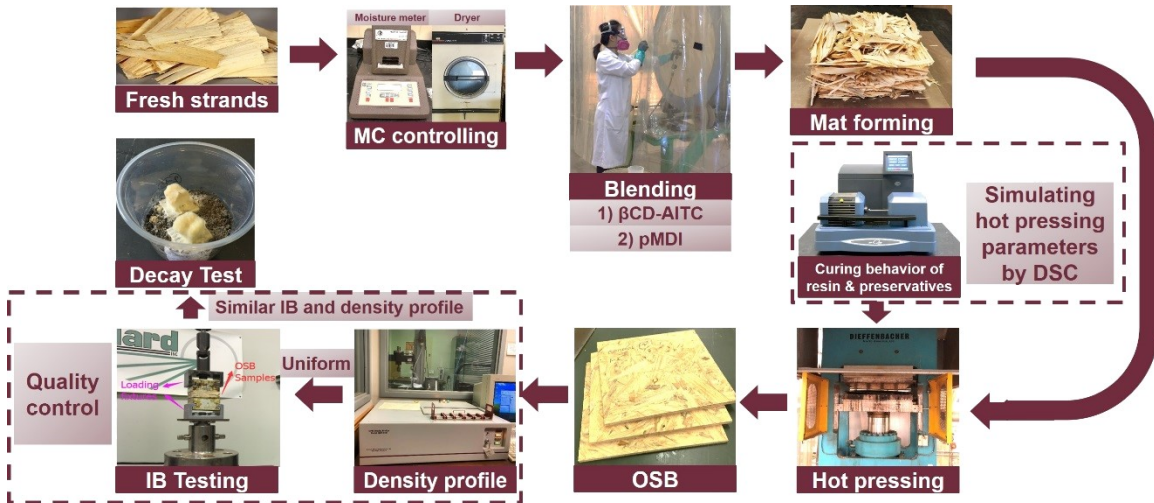 Moisture meter
Dryer
Fresh strands
MC controlling
Blending
1) βCD-AITC
2) pMDI
Mat forming
Simulating
hot pressing
parameters
by DSC
Curing behavior of
resin & preservatives
DIEFFENBACHER
Hot pressing
OSB
Density profile
Uniform
OSB
Samples
Loading
IB Testing
Quality
control
Similar IB and density profile
Decay Test